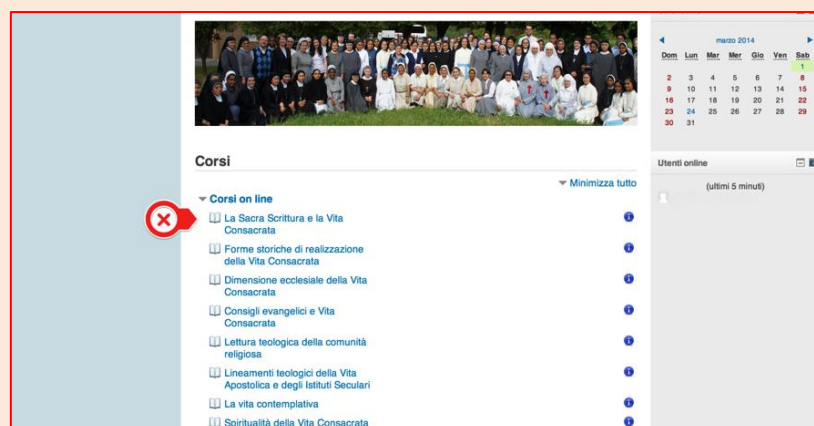 Corsi
Minimizza tutto
Corsi on line
La Sacra Scrittura e la Vita
Consacrata
Forme storiche di realizzazione
della Vita Consacrata
Dimensione ecclesiale della Vita
Consacrata
Consigli evangelici e Vita
Consacrata
Lettura teologica della comunità
religiosa
Lineamenti teologici della Vita
Apostolica e degli Istituti Seculari
La vita contemplativa
Spiritualità della Vita Consacrata
marzo 2014
Dom Lun Mar Mer Gio Ven Sab
1
2 3 4 5 6 7 8
9 10 11 12 13 14 15
16 17 18 19 20 21 22
23 24 25 26 27 28 29
30 31
Utenti online
(ultimi 5 minuti)